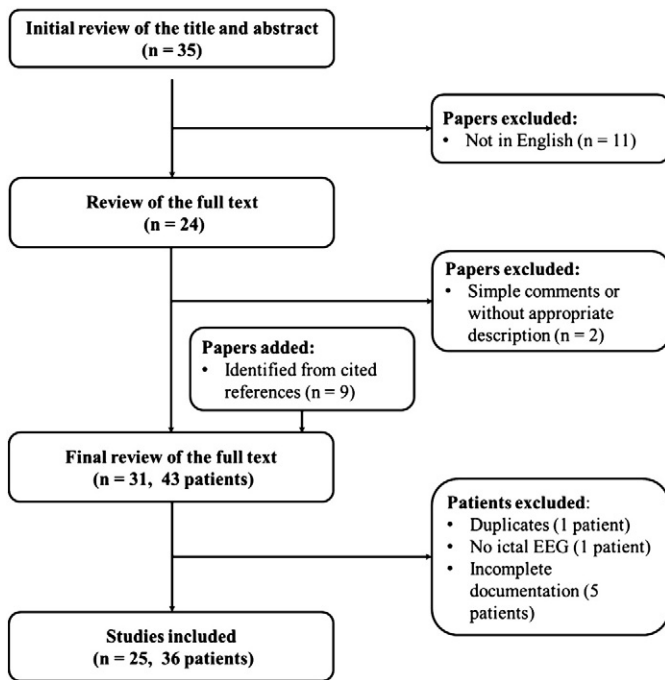 Initial review of the title and abstract
(n = 35)
Papers excluded:
• Not in English (n = 11)
Review of the full text
(n = 24)
Papers excluded:
• Simple comments or
without appropriate
description (n = 2)
Papers added:
• Identified from cited
references (n = 9)
Final review of the full text
(n = 31, 43 patients)
Patients excluded:
• Duplicates (1 patient)
• No ictal EEG (1 patient)
• Incomplete
documentation (5
patients)
Studies included
(n = 25, 36 patients)